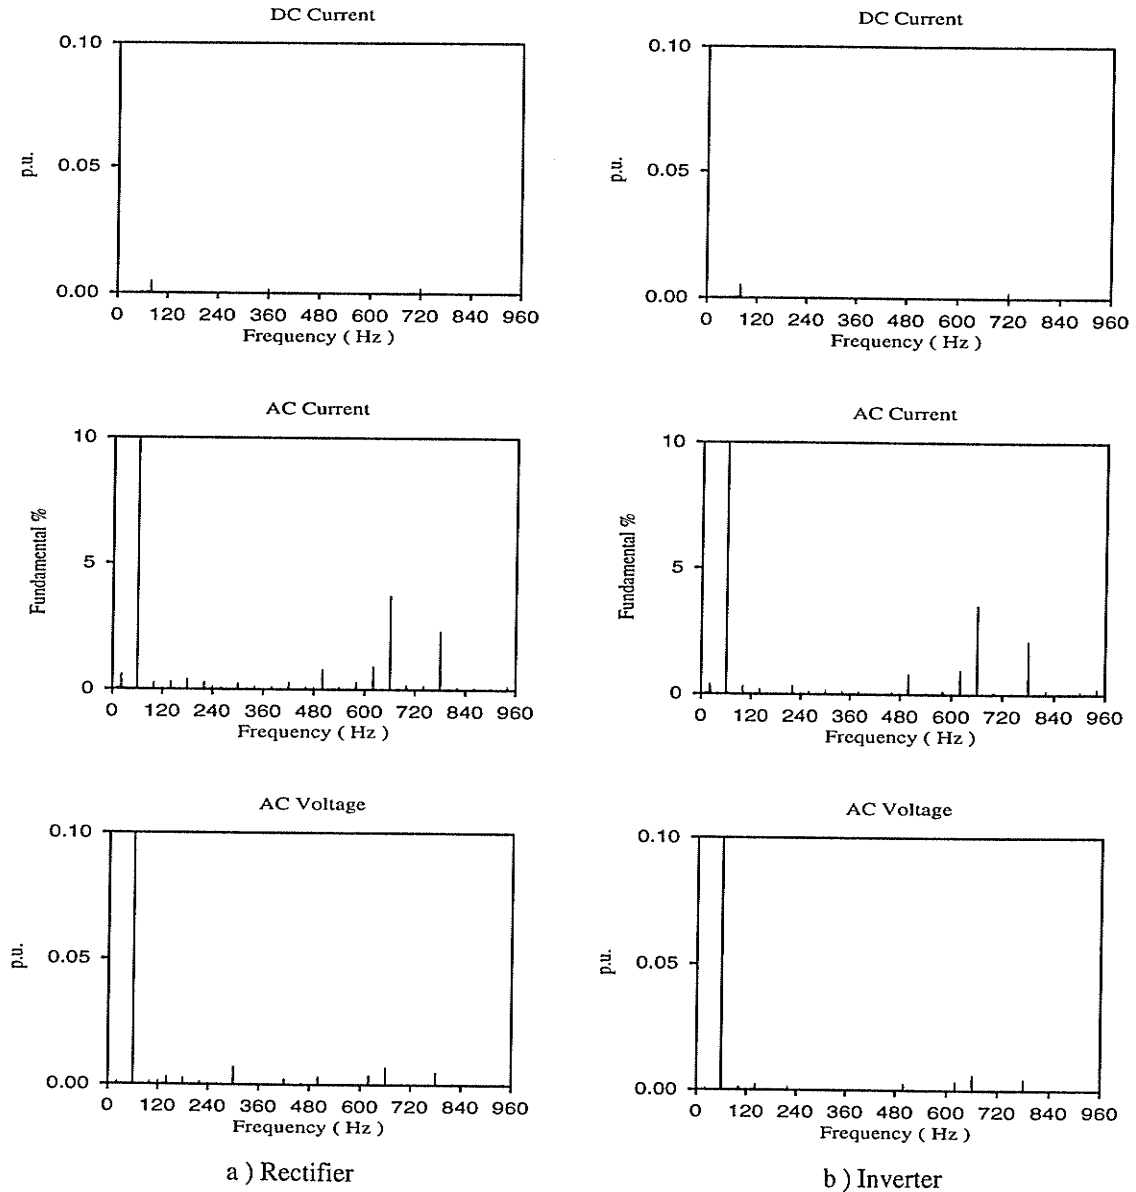 DC Current
0.10
0.05
0.00
p.u.
0 120 240 360 480 600 720 840 960
Frequency ( Hz )
DC Current
0.10
0.05
0.00
p.u.
0 120 240 360 480 600 720 840 960
Frequency ( Hz )
AC Current
10
5
0
Fundamental %
0 120 240 360 480 600 720 840 960
Frequency ( Hz )
AC Current
10
5
0
Fundamental %
0 120 240 360 480 600 720 840 960
Frequency ( Hz )
AC Voltage
0.10
0.05
0.00
p.u.
0 120 240 360 480 600 720 840 960
Frequency ( Hz )
AC Voltage
0.10
0.05
0.00
p.u.
0 120 240 360 480 600 720 840 960
Frequency ( Hz )
a ) Rectifier
b ) Inverter